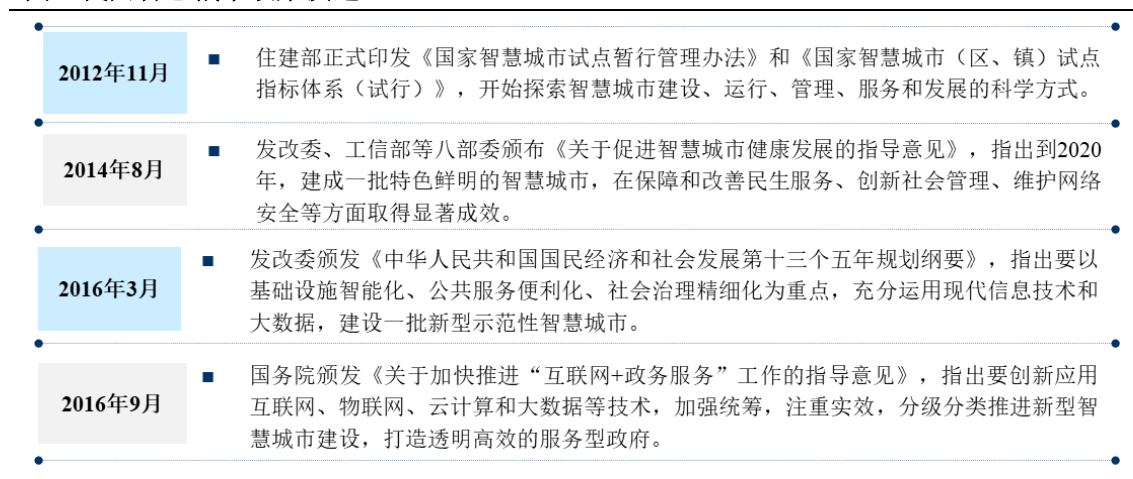 2012年11月
住建部正式印发《国家智慧城市试点暂行管理办法》和《国家智慧城市（区、镇）试点
指标体系（试行）》，开始探索智慧城市建设、运行、管理、服务和发展的科学方式。
2014年8月
发改委、工信部等八部委颁布《关于促进智慧城市健康发展的指导意见》，指出到2020
年，建成一批特色鲜明的智慧城市，在保障和改善民生服务、创新社会管理、维护网络
安全等方面取得显著成效。
2016年3月
发改委颁发《中华人民共和国国民经济和社会发展第十三个五年规划纲要》，指出要以
基础设施智能化、公共服务便利化、社会治理精细化为重点，充分运用现代信息技术和
大数据，建设一批新型示范性智慧城市。
2016年9月
国务院颁发《关于加快推进“互联网+政务服务”工作的指导意见》，指出要创新应用
互联网、物联网、云计算和大数据等技术，加强统筹，注重实效，分级分类推进新型智
慧城市建设，打造透明高效的服务型政府。